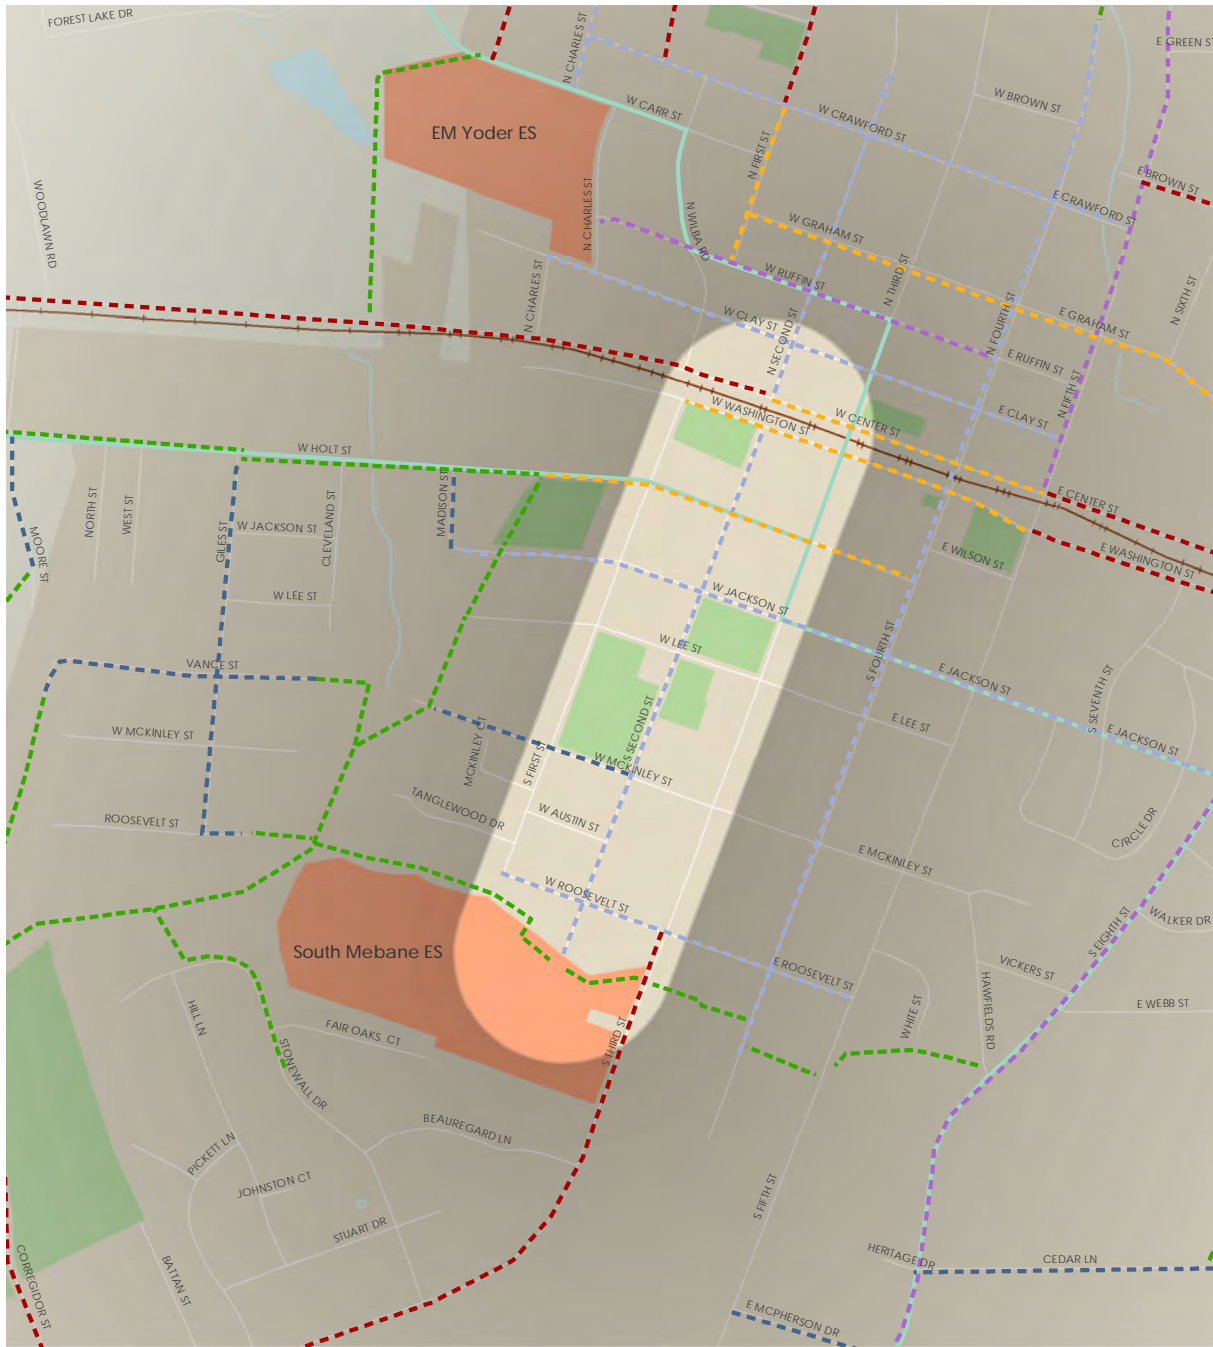 FOREST LAKE DR
N CHARLES ST
E GREEN ST
W CARR ST
W BROWN ST
EM Yoder ES
W CRAWFORD ST
N FIRST ST
E BROWN ST
WOODLAWN RD
N CHARLES ST
N WILBA RD
E CRAWFORD ST
W GRAHAM ST
N CHARLES ST
W RUFFIN ST
N THIRD ST
N SIXTH ST
W CLAY ST
N SECOND ST
N FOURTH ST
E GRAHAM ST
E RUFFIN ST
N FIFTH ST
E CLAY ST
W WASHINGTON ST
W CENTER ST
W HOLT ST
E CENTER ST
NORTH ST
WEST ST
GILES ST
W JACKSON ST
CLEVELAND ST
MADISON ST
MOORE ST
E WILSON ST
E WASHINGTON ST
W LEE ST
W JACKSON ST
VANCE ST
W LEE ST
S FOURTH ST
E JACKSON ST
S SEVENTH ST
E JACKSON ST
W MCKINLEY ST
MCKINLEY CT
S FIRST ST
S SECOND ST
E LEE ST
W MCKINLEY ST
ROOSEVELT ST
TANGLEWOOD DR
W AUSTIN ST
CIRCLE DR
E MCKINLEY ST
W ROOSEVELT ST
S EIGHTH ST
WALKER DR
South Mebane ES
E ROOSEVELT ST
VICKERS ST
E WEBB ST
HILL LN
FAIR OAKS CT
S THIRD ST
WHITE ST
HAWFIELDS RD
STONEWALL DR
BEAUREGARD LN
PICKETT LN
JOHNSTON CT
S FIFTH ST
STUART DR
CORREGIDOR ST
BATTAN ST
HERITAGE DR
CEDAR LN
E MCPHERSON DR